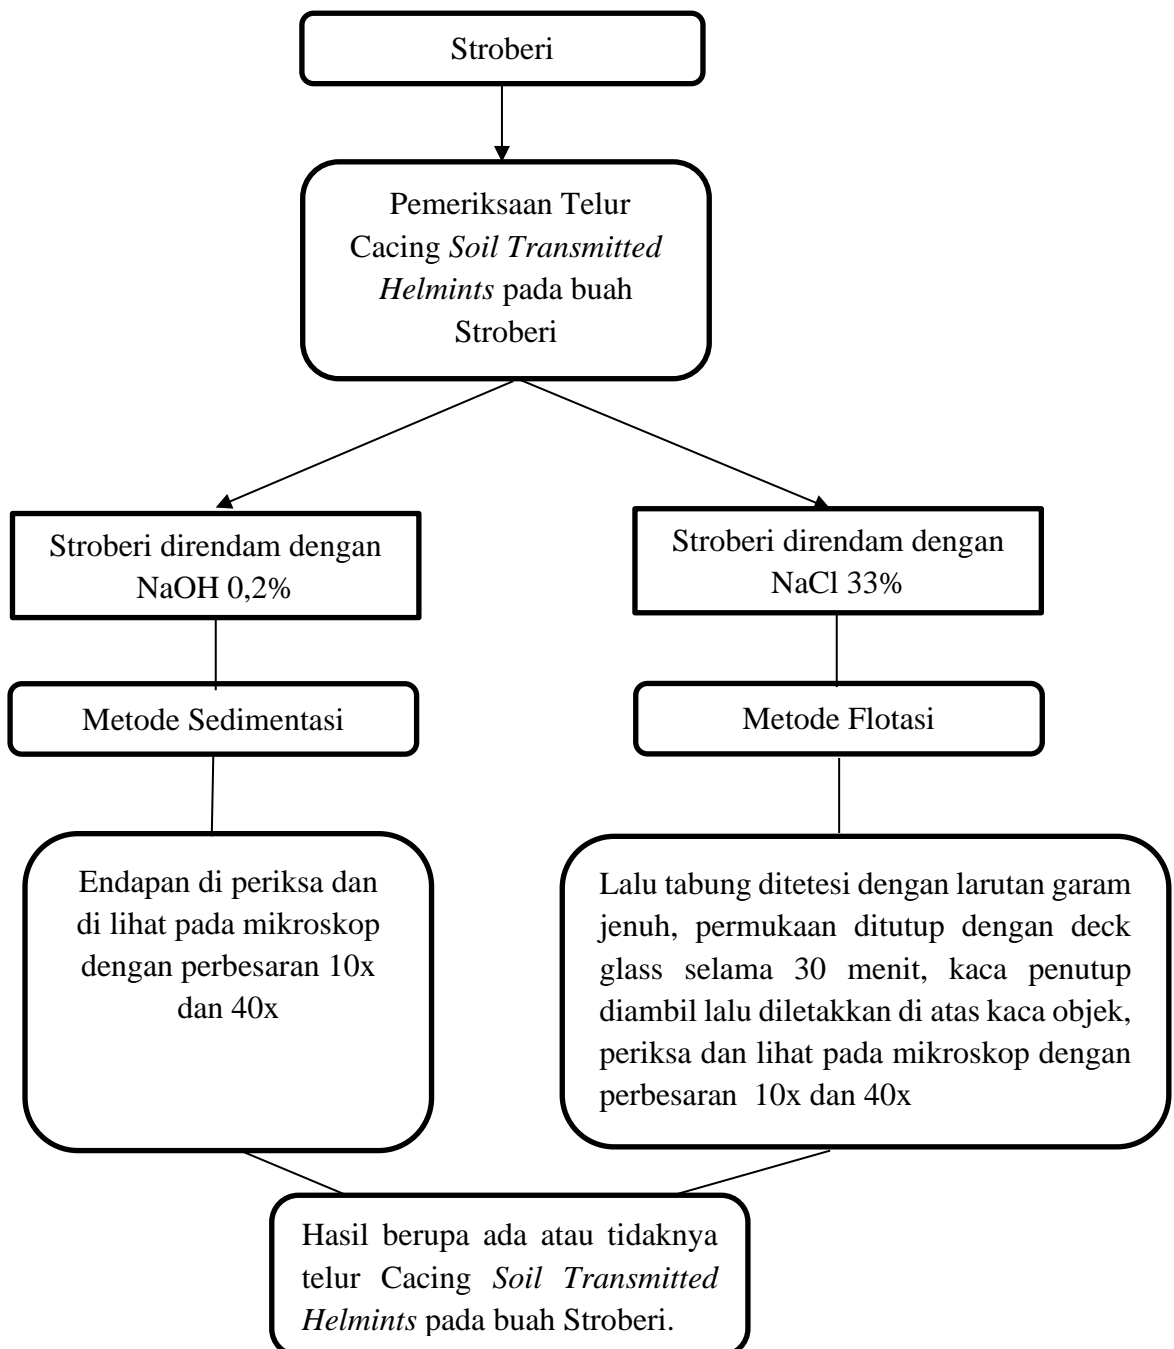 Stroberi
Pemeriksaan Telur
Cacing Soil Transmitted
Helmints pada buah
Stroberi
Stroberi direndam dengan
NaOH 0,2%
Stroberi direndam dengan
NaCl 33%
Metode Sedimentasi
Metode Flotasi
Endapan di periksa dan
di lihat pada mikroskop
dengan perbesaran 10x
dan 40x
Lalu tabung ditetesi dengan larutan garam
jenuh, permukaan ditutup dengan deck
glass selama 30 menit, kaca penutup
diambil lalu diletakkan di atas kaca objek,
periksa dan lihat pada mikroskop dengan
perbesaran 10x dan 40x
Hasil berupa ada atau tidaknya
telur Cacing Soil Transmitted
Helmints pada buah Stroberi.